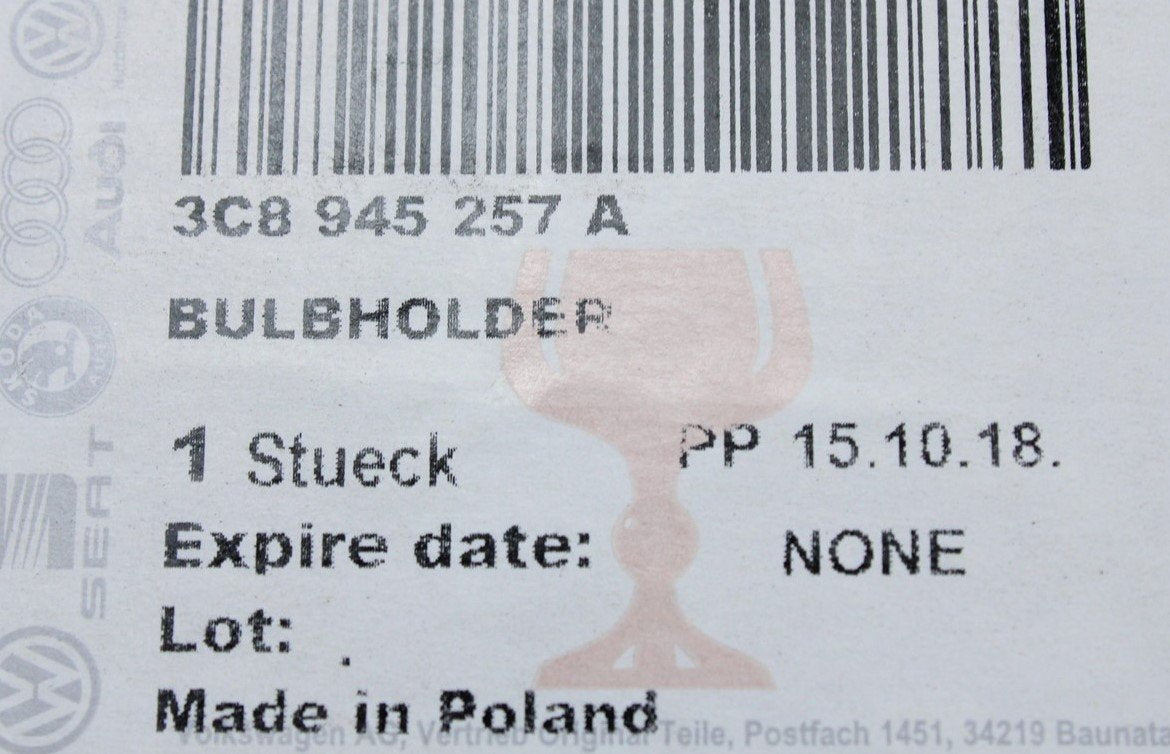 3C8 945 257 A
BULBHOLDER
1 Stueck PP 15.10.18.
Expire date: NONE
Lot: .
Made in Poland
Volkswagen AG, Vertrieb Original Teile, Postfach 1451, 34219 Baunata
AUDI
SKODA
SEAT